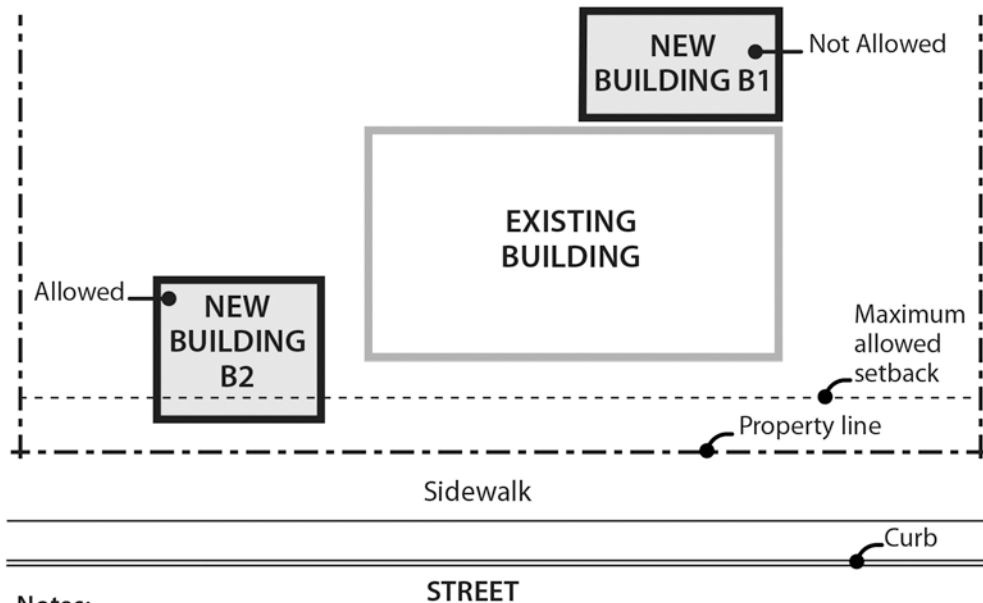 NEW
BUILDING B1
Not Allowed
EXISTING
BUILDING
Allowed
NEW
BUILDING
B2
Maximum
allowed
setback
Property line
Sidewalk
Curb
STREET
Notes: